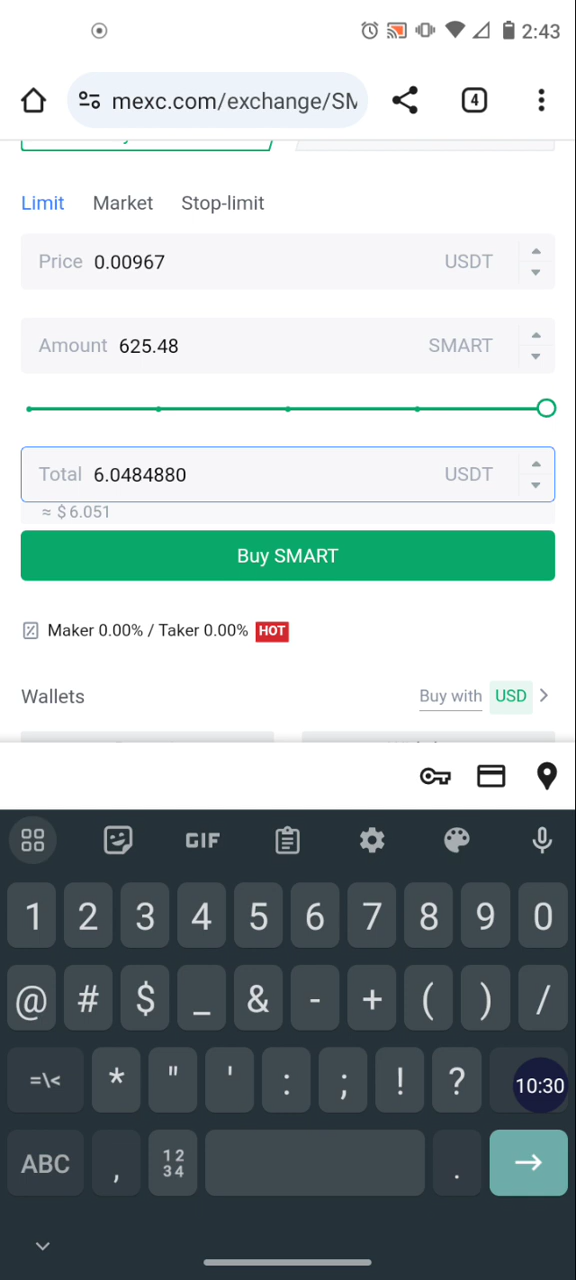 2:43
mexc.com/exchange/SM
4
Limit Market Stop-limit
Price 0.00967 USDT
Amount 625.48 SMART
Total 6.0484880 USDT
≈ $6.051
Buy SMART
Maker 0.00% / Taker 0.00% HOT
Wallets Buy with USD
GIF
1 2 3 4 5 6 7 8 9 0
@ # $ _ & - + ( ) /
=\< * " ' : ; ! ? 10:30
ABC , 12 34 .